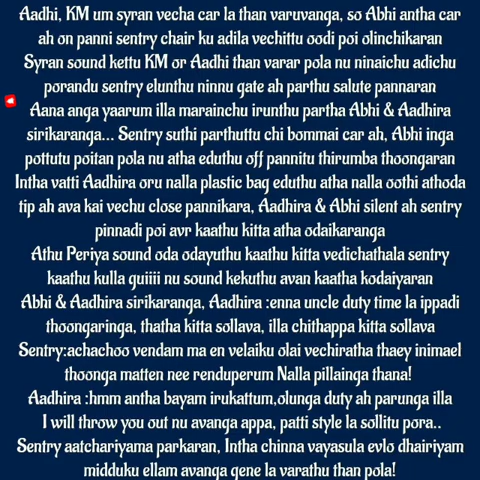 Aadhi, KM um syran vecha car la than varuvanga, so Abhi antha car
ah on panni sentry chair ku adila vechittu oodi poi olinchikaran
Syran sound kettu KM or Aadhi than varar pola nu ninaichu adichu
porandu sentry elunthu ninnu gate ah parthu salute pannaran
Aana anga yaarum illa marainchu irunthu partha Abhi & Aadhira
sirikaranga... Sentry suthi parthuttu chi bommai car ah, Abhi inga
pottutu poitan pola nu atha eduthu off pannitu thirumba thoongaran
Intha vatti Aadhira oru nalla plastic bag eduthu atha nalla oothi athoda
tip ah ava kai vechu close pannikara, Aadhira & Abhi silent ah sentry
pinnadi poi avr kaathu kitta atha odaikaranga
Athu Periya sound oda odayuthu kaathu kitta vedichathala sentry
kaathu kulla guiiii nu sound kekuthu avan kaatha kodaiyaran
Abhi & Aadhira sirikaranga, Aadhira :enna uncle duty time la ippadi
thoongaringa, thatha kitta sollava, illa chithappa kitta sollava
Sentry:achachoo vendam ma en velaiku olai vechiratha thaey inimael
thoonga matten nee renduperum Nalla pillainga thana!
Aadhira :hmm antha bayam irukattum,olunga duty ah parunga illa
I will throw you out nu avanga appa, patti style la sollitu pora..
Sentry aatchariyama parkaran, Intha chinna vayasula evlo dhairiyam
midduku ellam avanga gene la varathu than pola!